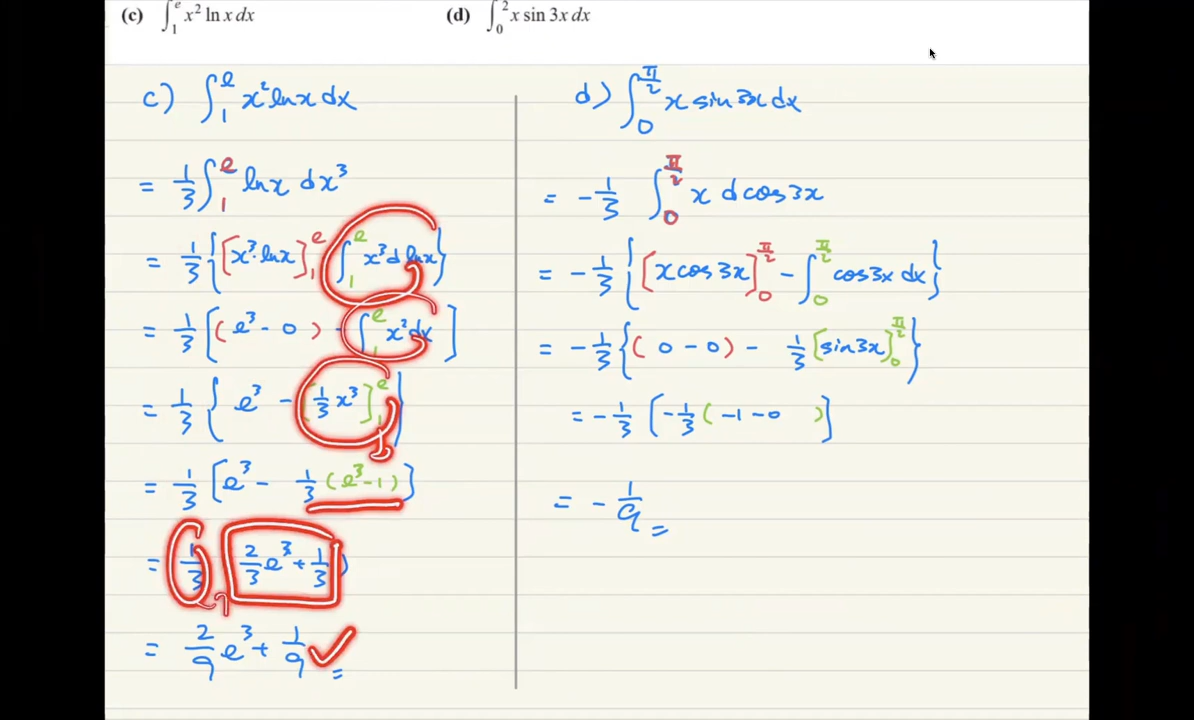 (c) ∫₁ᵉ x² ln x dx (d) ∫₀² x sin 3x dx
c) ∫₁ᵉ x² ln x dx
= 1/3 ∫₁ᵉ ln x dx³
= 1/3 {[x³·ln x]₁ᵉ ∫₁ᵉ x³ d ln x}
= 1/3 [(e³ - 0) - ∫₁ᵉ x² dx]
= 1/3 {e³ - [1/3 x³]₁ᵉ}
= 1/3 [e³ - 1/3 (e³-1)]
= 1/3 (2/3 e³ + 1/3)
= 2/9 e³ + 1/9
d) ∫₀^(π/2) x sin 3x dx
= -1/3 ∫₀^(π/2) x d cos 3x
= -1/3 {[x cos 3x]₀^(π/2) - ∫₀^(π/2) cos 3x dx}
= -1/3 {(0 - 0) - 1/3 [sin 3x]₀^(π/2)}
= -1/3 [-1/3 (-1 - 0)]
= -1/9